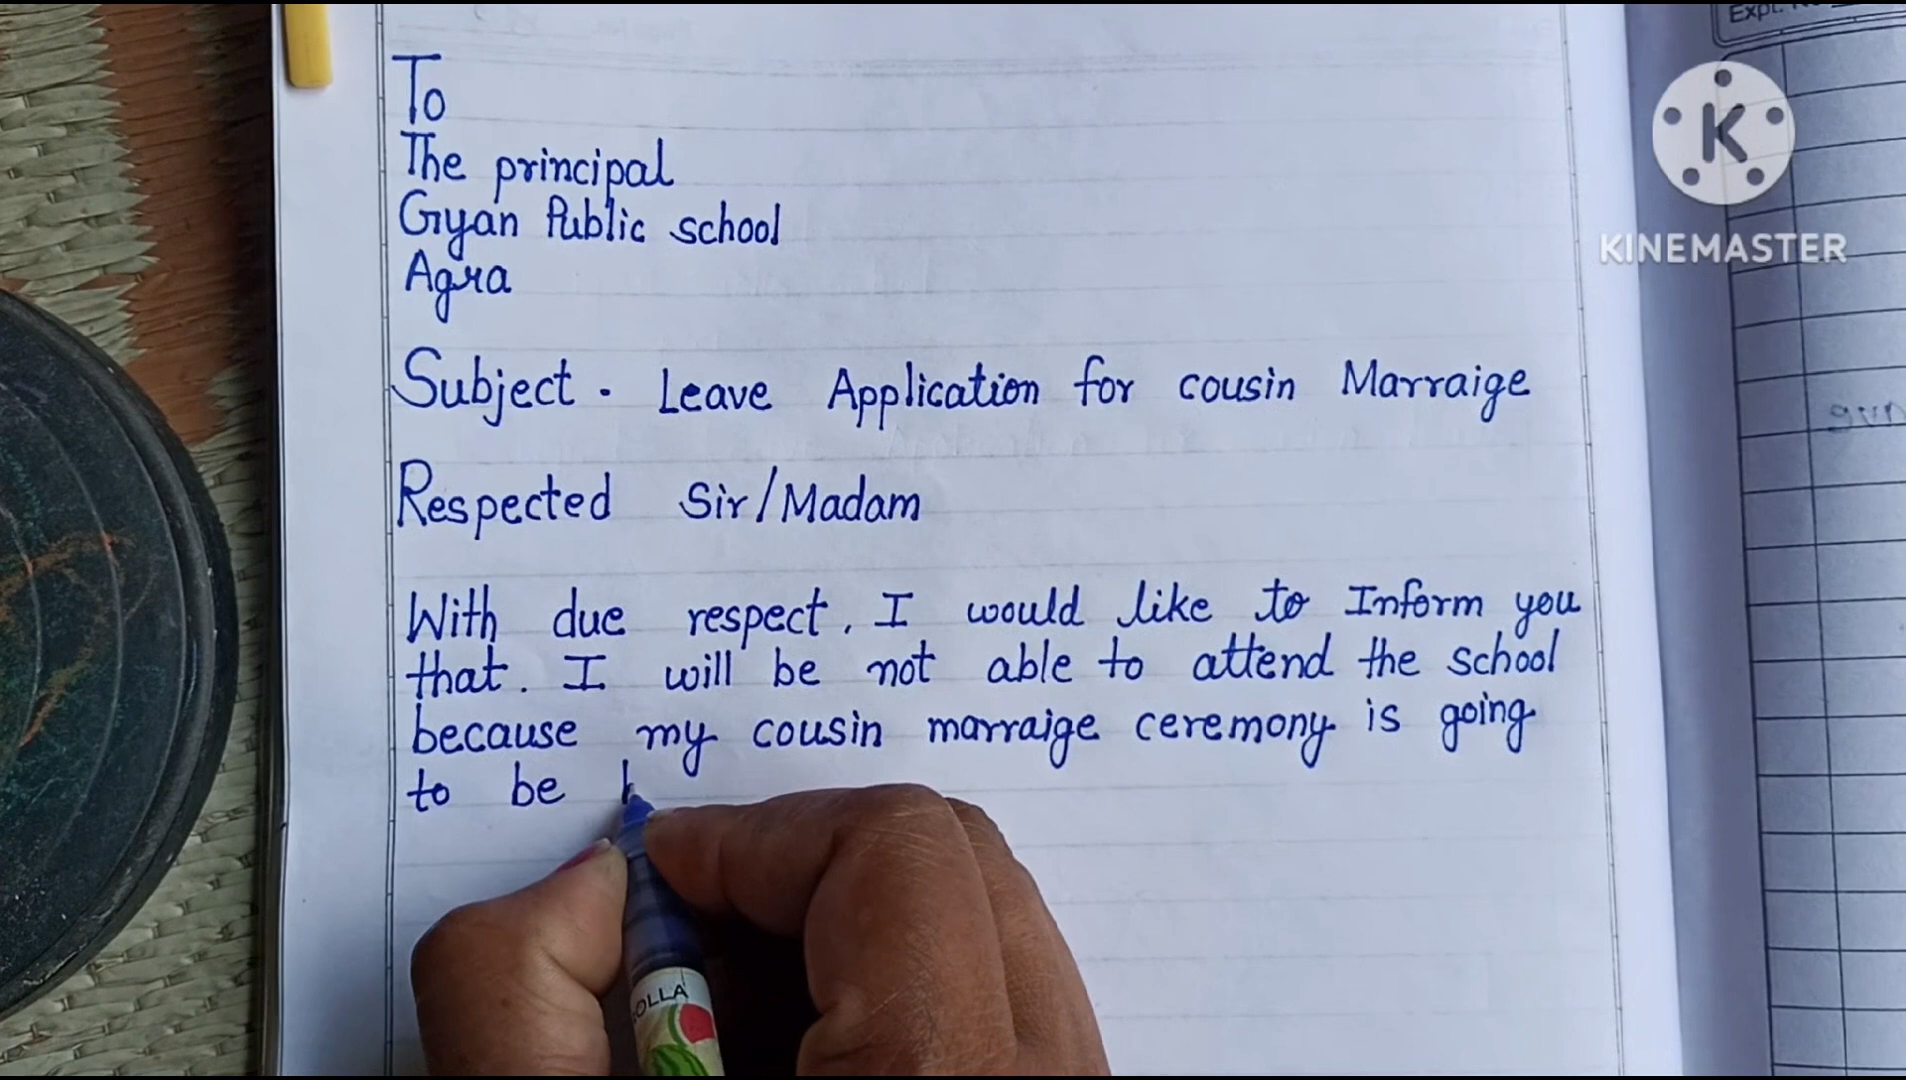 To
The principal
Gyan Public school
Agra
Subject. Leave Application for cousin Marraige
Respected Sir/Madam
With due respect. I would like to Inform you
that. I will be not able to attend the school
because my cousin marraige ceremony is going
to be
KINEMASTER
OLLA